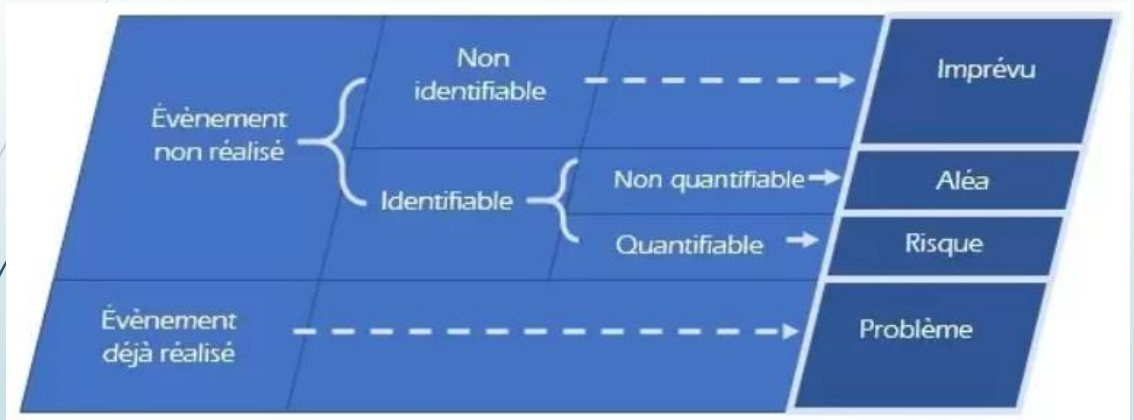 Non
identifiable
Imprévu
Évènement
non réalisé
Identifiable
Non quantifiable
Aléa
Quantifiable
Risque
Évènement
déjà réalisé
Problème